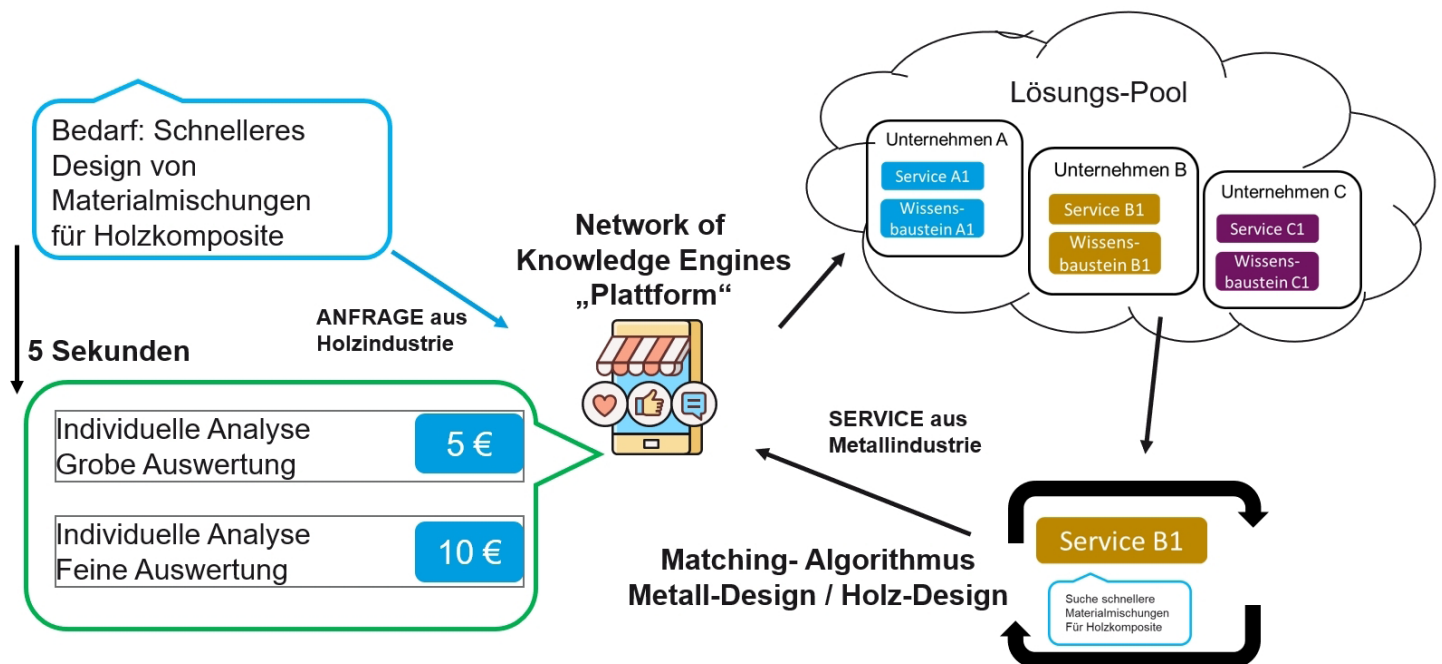 Bedarf: Schnelleres
Design von
Materialmischungen
für Holzkomposite
5 Sekunden
ANFRAGE aus
Holzindustrie
Network of
Knowledge Engines
„Plattform“
Lösungs-Pool
Unternehmen A
Service A1
Wissens-
baustein A1
Unternehmen B
Service B1
Wissens-
baustein B1
Unternehmen C
Service C1
Wissens-
baustein C1
Individuelle Analyse
Grobe Auswertung
5 €
Individuelle Analyse
Feine Auswertung
10 €
SERVICE aus
Metallindustrie
Matching- Algorithmus
Metall-Design / Holz-Design
Service B1
Suche schnellere
Materialmischungen
Für Holzkomposite